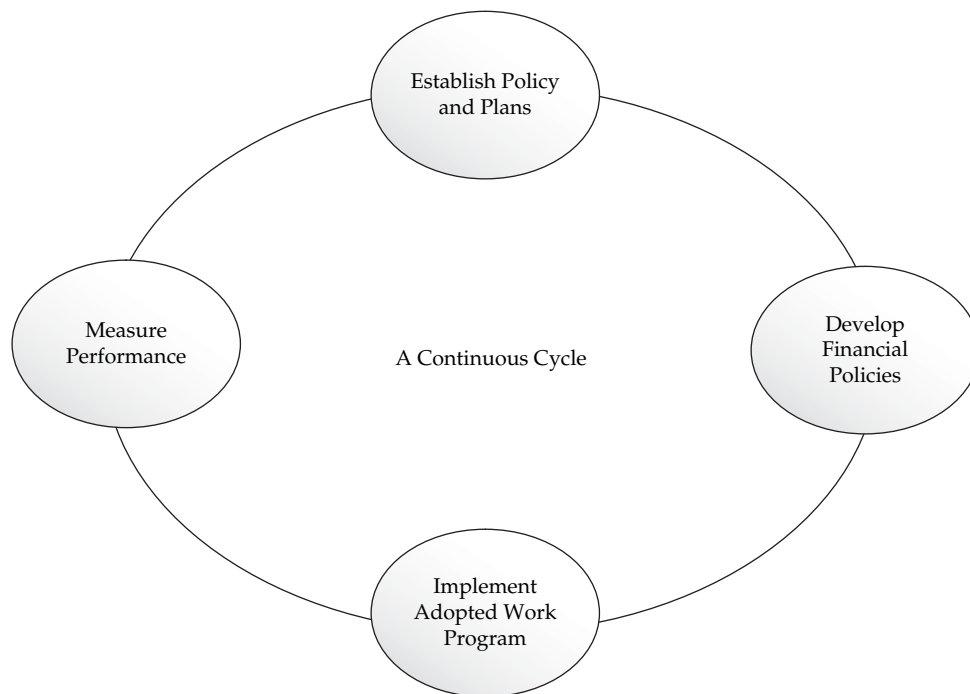 Establish Policy
and Plans
Develop
Financial
Policies
Implement
Adopted Work
Program
Measure
Performance
A Continuous Cycle